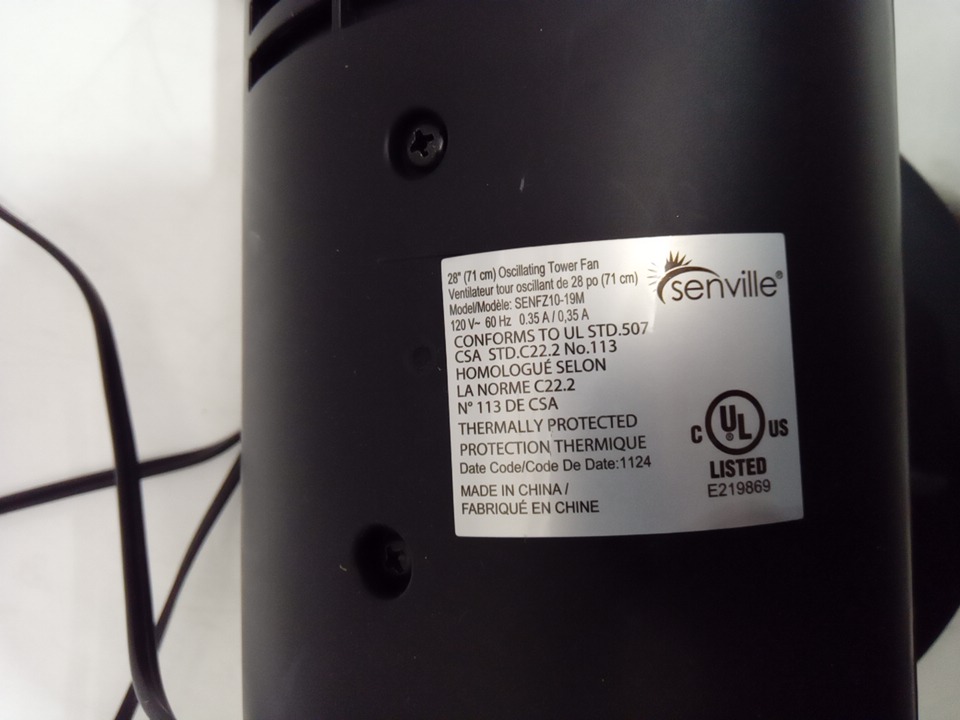 28" (71 cm) Oscillating Tower Fan
Ventilateur tour oscillant de 28 po (71 cm)
Model/Modèle: SENFZ10-19M
120 V~ 60 Hz 0.35 A / 0,35 A
senville®
CONFORMS TO UL STD.507
CSA STD.C22.2 No.113
HOMOLOGUÉ SELON
LA NORME C22.2
N° 113 DE CSA
THERMALLY PROTECTED
PROTECTION THERMIQUE
Date Code/Code De Date:1124
MADE IN CHINA /
FABRIQUÉ EN CHINE
C UL® US
LISTED
E219869